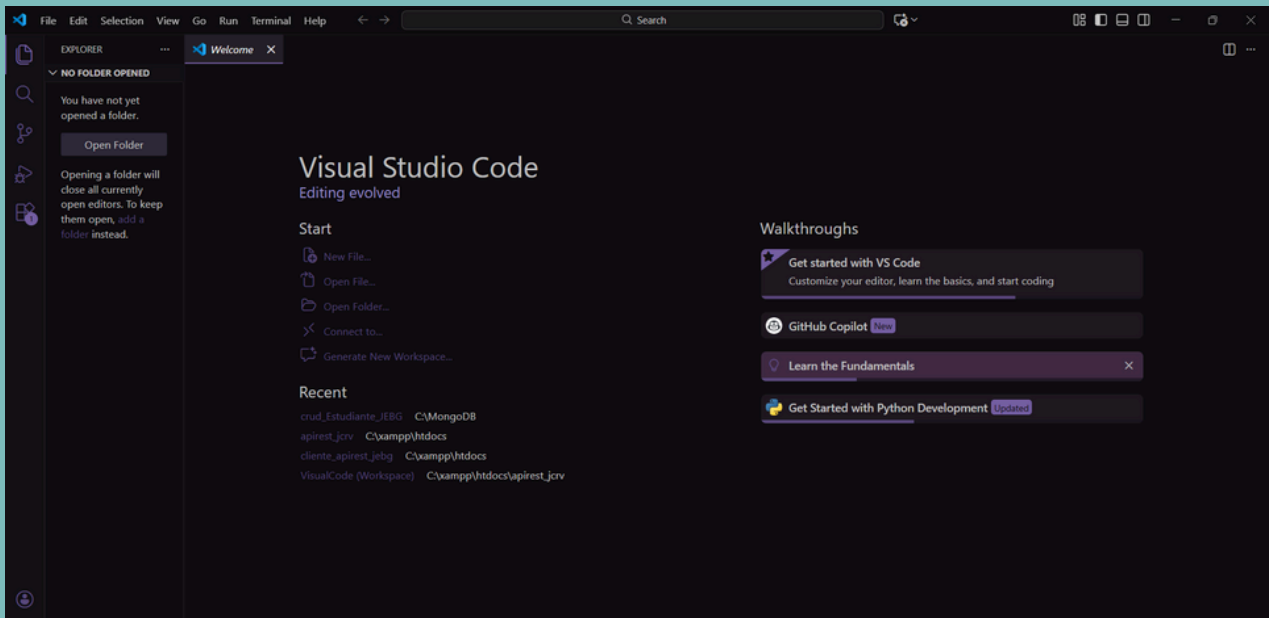 File Edit Selection View Go Run Terminal Help
Search
EXPLORER
Welcome
NO FOLDER OPENED
You have not yet
opened a folder.
Open Folder
Opening a folder will
close all currently
open editors. To keep
them open, add a
folder instead.
1
Visual Studio Code
Editing evolved
Start
New File...
Open File...
Open Folder...
Connect to...
Generate New Workspace...
Recent
crud_Estudiante_JEBG C:\MongoDB
apirest_jcrv C:\xampp\htdocs
cliente_apirest_jebg C:\xampp\htdocs
VisualCode (Workspace) C:\xampp\htdocs\apirest_jcrv
Walkthroughs
Get started with VS Code
Customize your editor, learn the basics, and start coding
GitHub Copilot New
Learn the Fundamentals
Get Started with Python Development Updated